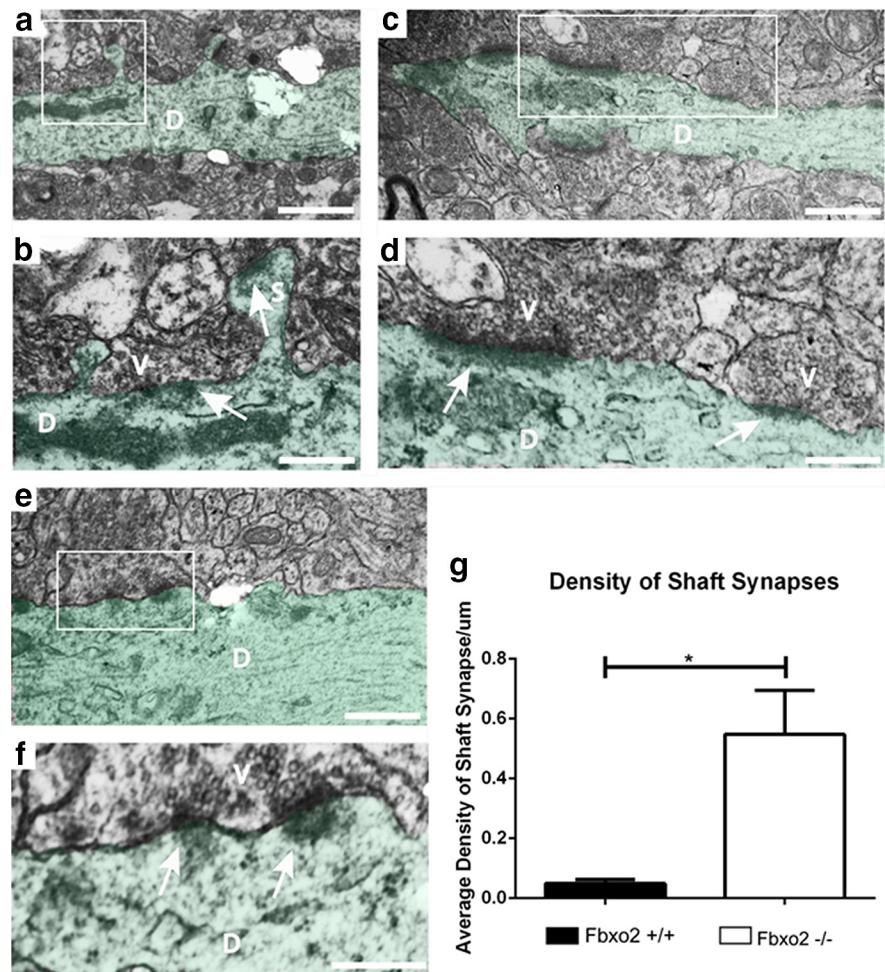 a
D
c
D
b
S
V
D
d
V
V
D
e
D
f
V
D
g
Density of Shaft Synapses
Average Density of Shaft Synapse/um
0.8
0.6
0.4
0.2
0.0
*
Fbxo2 +/+
Fbxo2 -/-